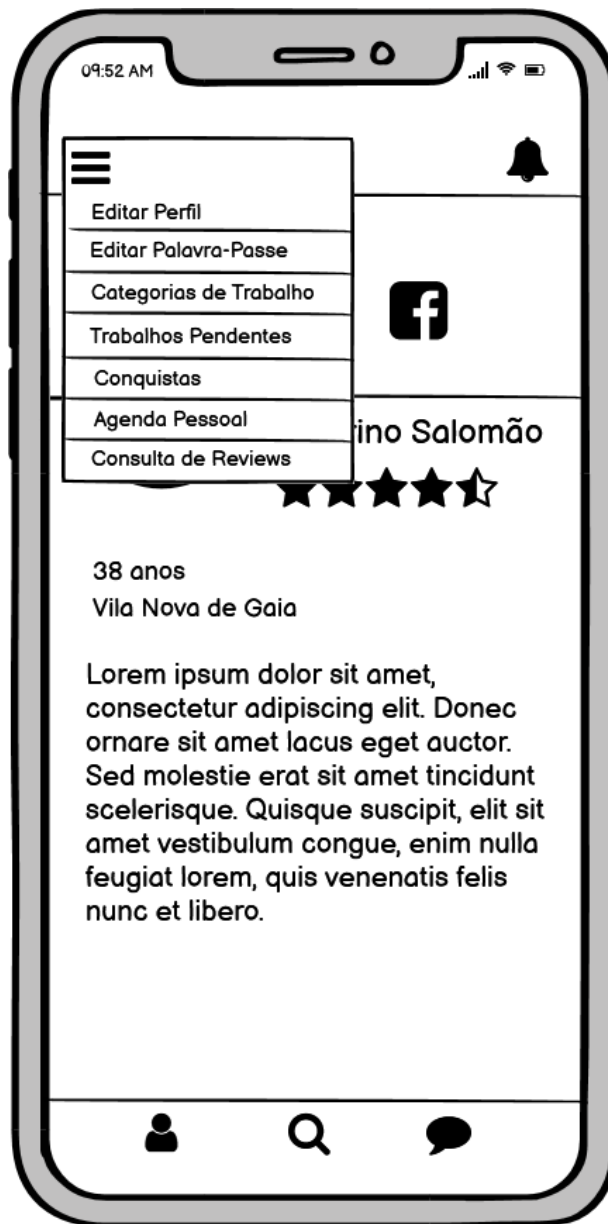 09:52 AM
Editar Perfil
Editar Palavra-Passe
Categorias de Trabalho
Trabalhos Pendentes
Conquistas
Agenda Pessoal
Salomão
Consulta de Reviews
38 anos
Vila Nova de Gaia
Lorem ipsum dolor sit amet,
consectetur adipiscing elit. Donec
ornare sit amet lacus eget auctor.
Sed molestie erat sit amet tincidunt
scelerisque. Quisque suscipit, elit sit
amet vestibulum congue, enim nulla
feugiat lorem, quis venenatis felis
nunc et libero.